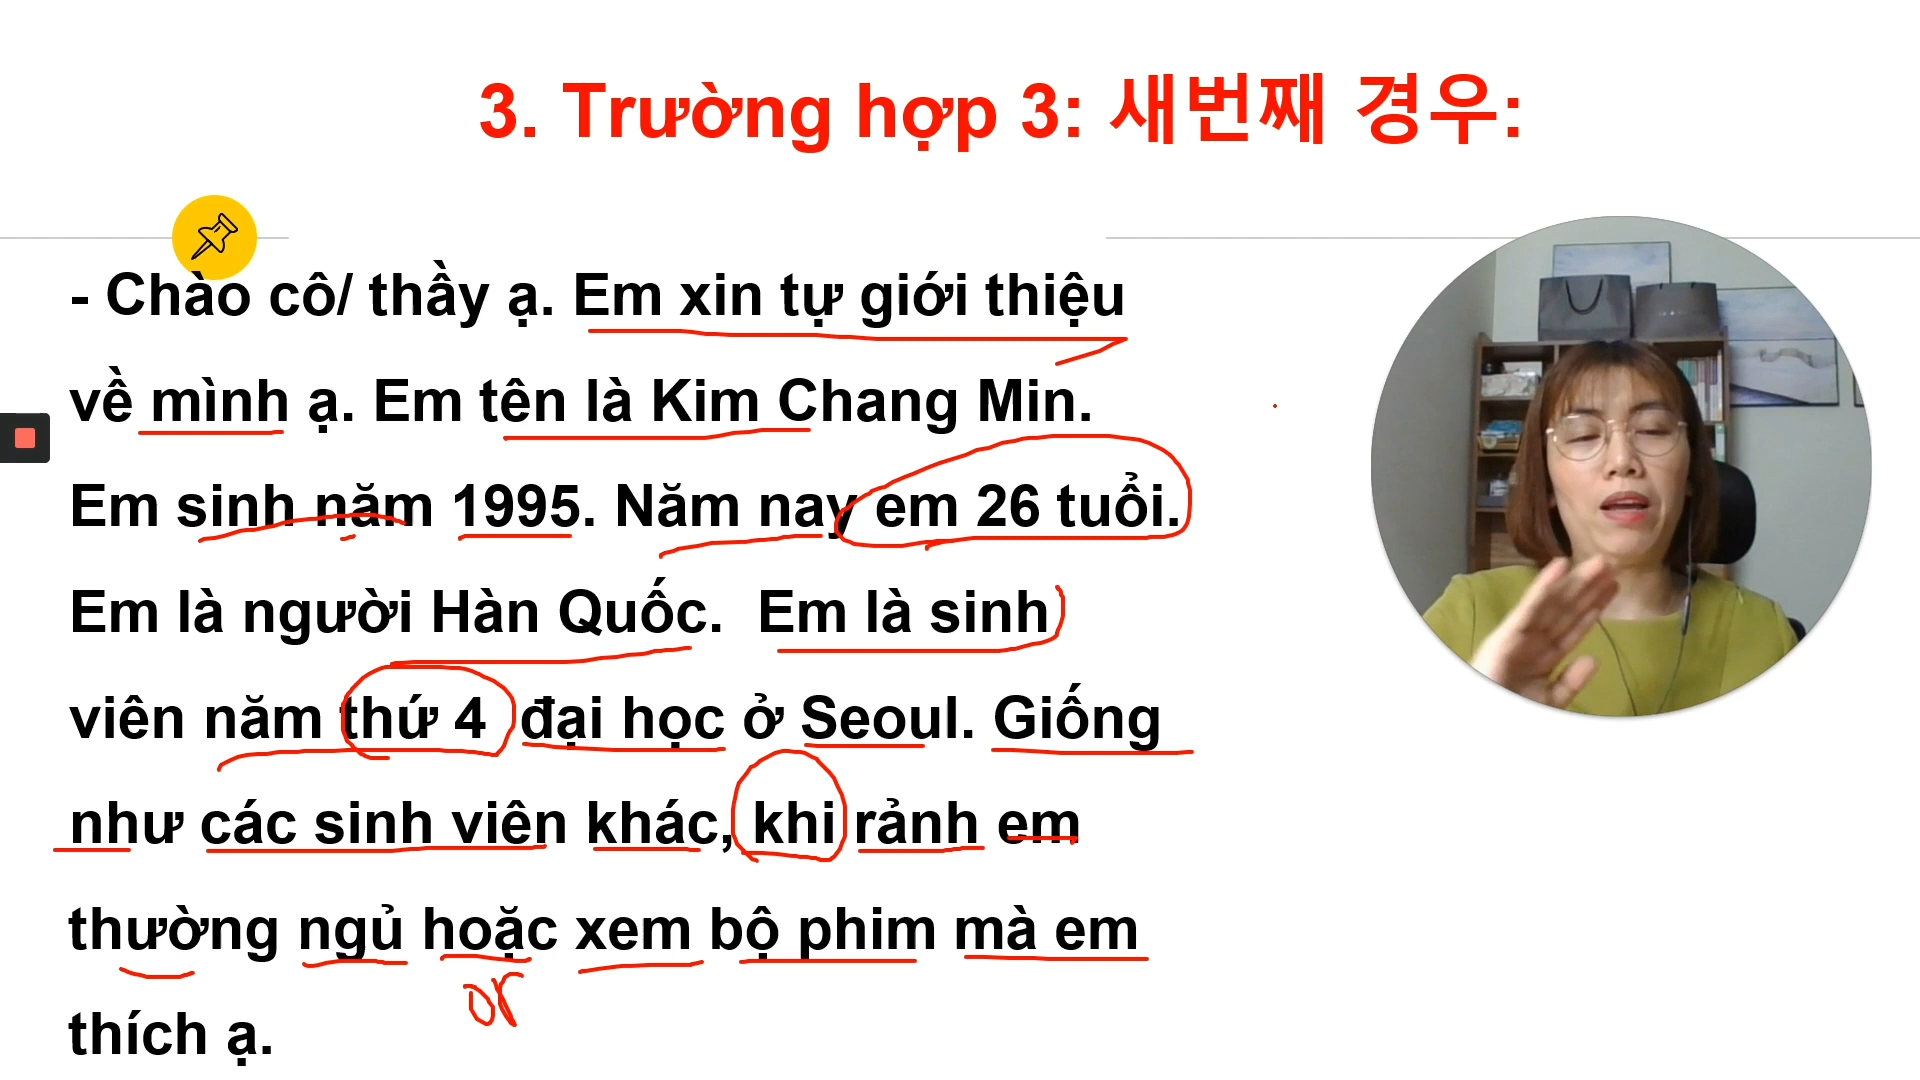 3. Trường hợp 3: 새번째 경우:
- Chào cô/ thầy ạ. Em xin tự giới thiệu
về mình ạ. Em tên là Kim Chang Min.
Em sinh năm 1995. Năm nay em 26 tuổi.
Em là người Hàn Quốc. Em là sinh
viên năm thứ 4 đại học ở Seoul. Giống
như các sinh viên khác, khi rảnh em
thường ngủ hoặc xem bộ phim mà em
or
thích ạ.